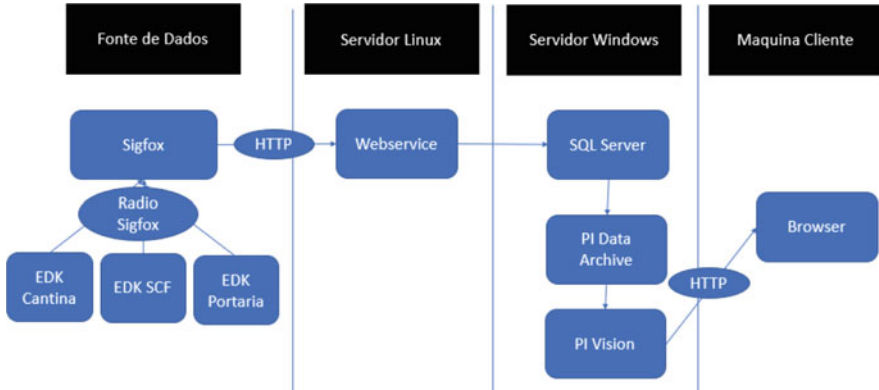 Fonte de Dados
Servidor Linux
Servidor Windows
Maquina Cliente
Sigfox
HTTP
Webservice
SQL Server
Radio
Sigfox
PI Data
Archive
Browser
EDK
Cantina
EDK SCF
EDK
Portaria
HTTP
PI Vision